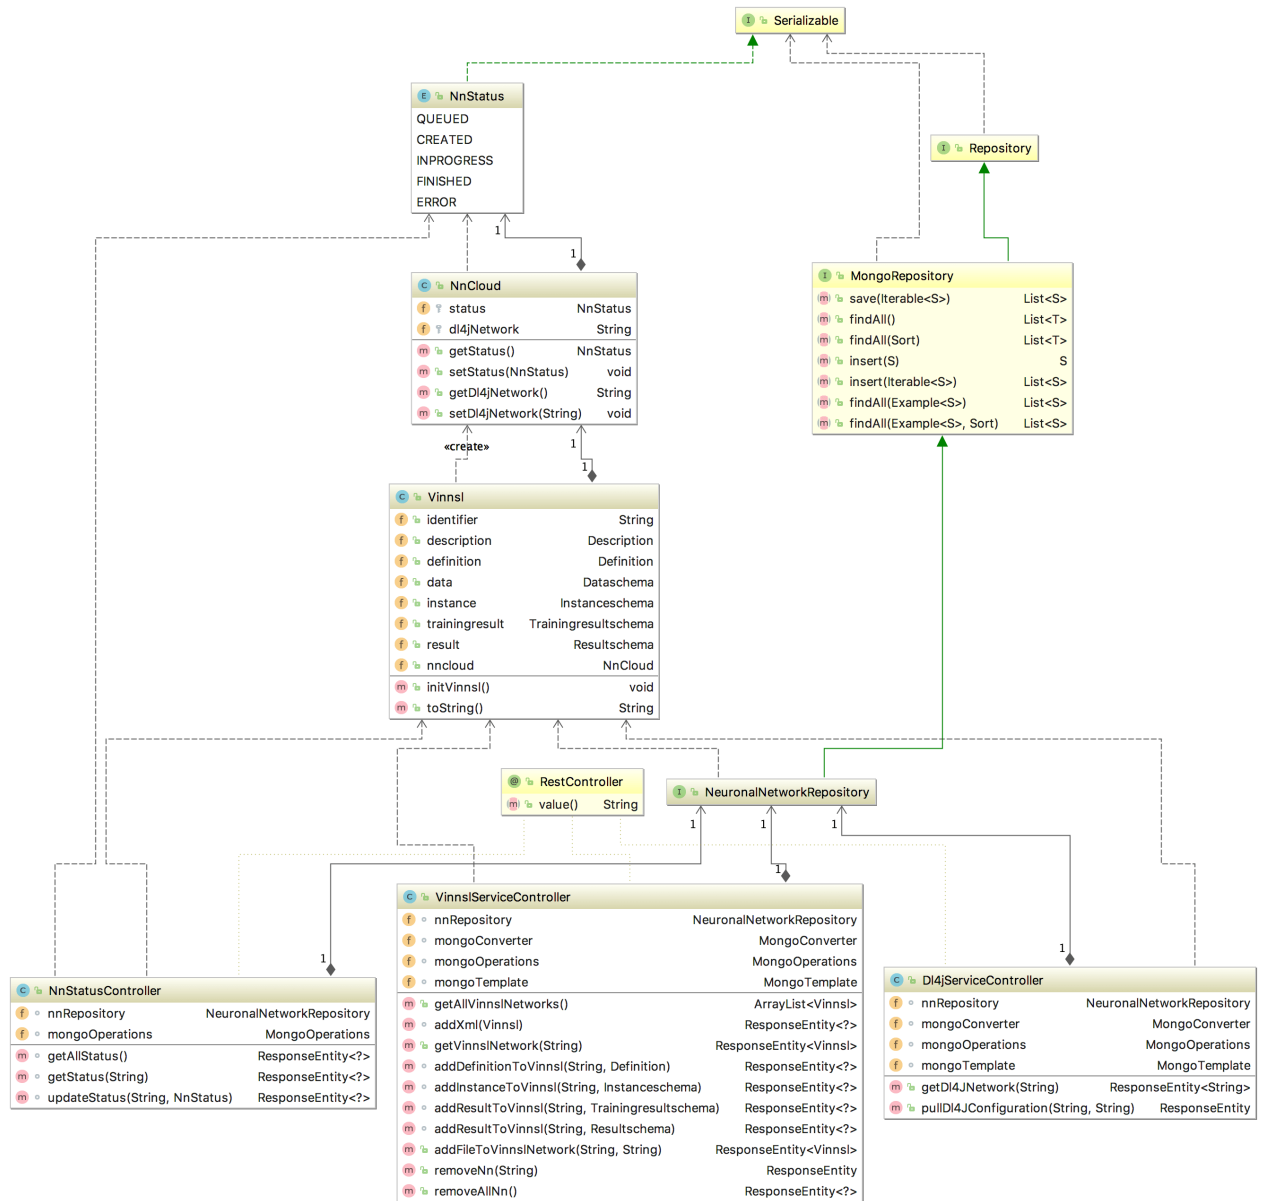 Serializable
NnStatus
QUEUED
CREATED
INPROGRESS
FINISHED
ERROR
Repository
1
1
NnCloud
status NnStatus
dl4jNetwork String
getStatus() NnStatus
setStatus(NnStatus) void
getDl4jNetwork() String
setDl4jNetwork(String) void
MongoRepository
save(Iterable<S>) List<S>
findAll() List<T>
findAll(Sort) List<T>
insert(S) S
insert(Iterable<S>) List<S>
findAll(Example<S>) List<S>
findAll(Example<S>, Sort) List<S>
«create»
1
1
Vinnsl
identifier String
description Description
definition Definition
data Dataschema
instance Instanceschema
trainingresult Trainingresultschema
result Resultschema
nncloud NnCloud
initVinnsl() void
toString() String
RestController
value() String
NeuronalNetworkRepository
1
1
1
1
1
1
VinnslServiceController
nnRepository NeuronalNetworkRepository
mongoConverter MongoConverter
mongoOperations MongoOperations
mongoTemplate MongoTemplate
getAllVinnslNetworks() ArrayList<Vinnsl>
addXml(Vinnsl) ResponseEntity<?>
getVinnslNetwork(String) ResponseEntity<Vinnsl>
addDefinitionToVinnsl(String, Definition) ResponseEntity<?>
addInstanceToVinnsl(String, Instanceschema) ResponseEntity<?>
addResultToVinnsl(String, Trainingresultschema) ResponseEntity<?>
addResultToVinnsl(String, Resultschema) ResponseEntity<?>
addFileToVinnslNetwork(String, String) ResponseEntity<Vinnsl>
removeNn(String) ResponseEntity
removeAllNn() ResponseEntity<?>
NnStatusController
nnRepository NeuronalNetworkRepository
mongoOperations MongoOperations
getAllStatus() ResponseEntity<?>
getStatus(String) ResponseEntity<?>
updateStatus(String, NnStatus) ResponseEntity<?>
Dl4jServiceController
nnRepository NeuronalNetworkRepository
mongoConverter MongoConverter
mongoOperations MongoOperations
mongoTemplate MongoTemplate
getDl4JNetwork(String) ResponseEntity<String>
pullDl4JConfiguration(String, String) ResponseEntity